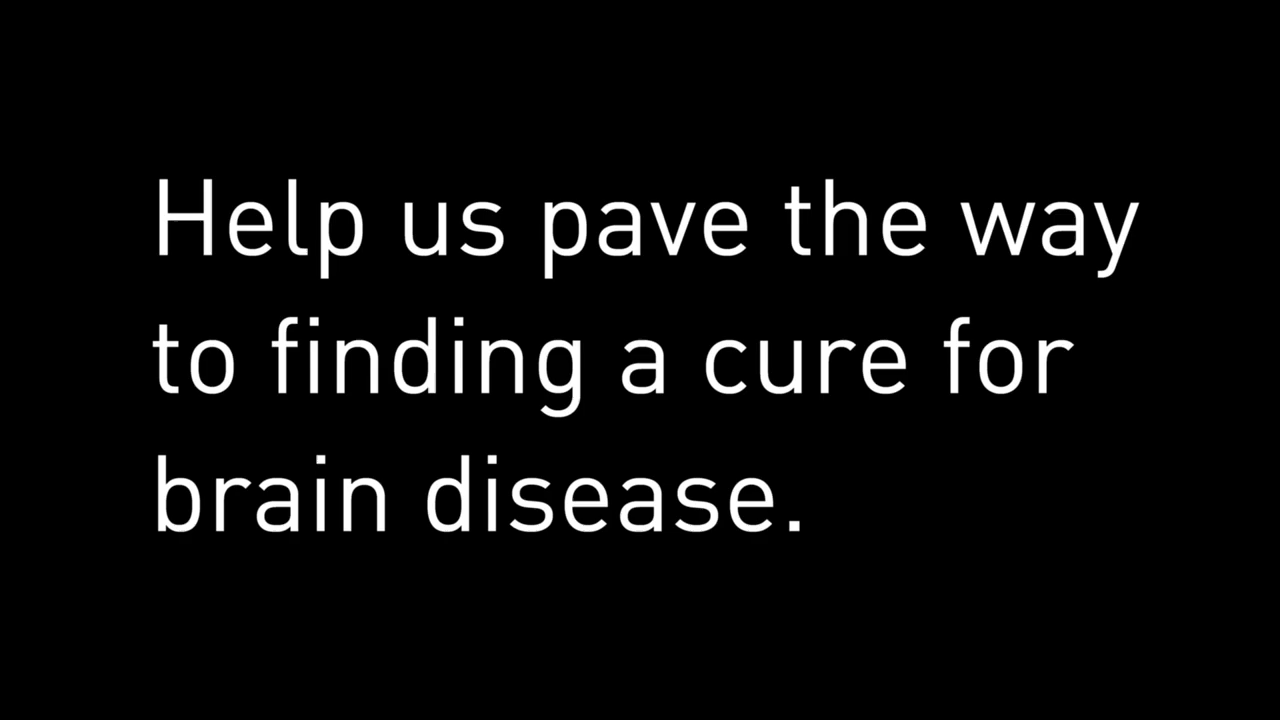 Help us pave the way
to finding a cure for
brain disease.